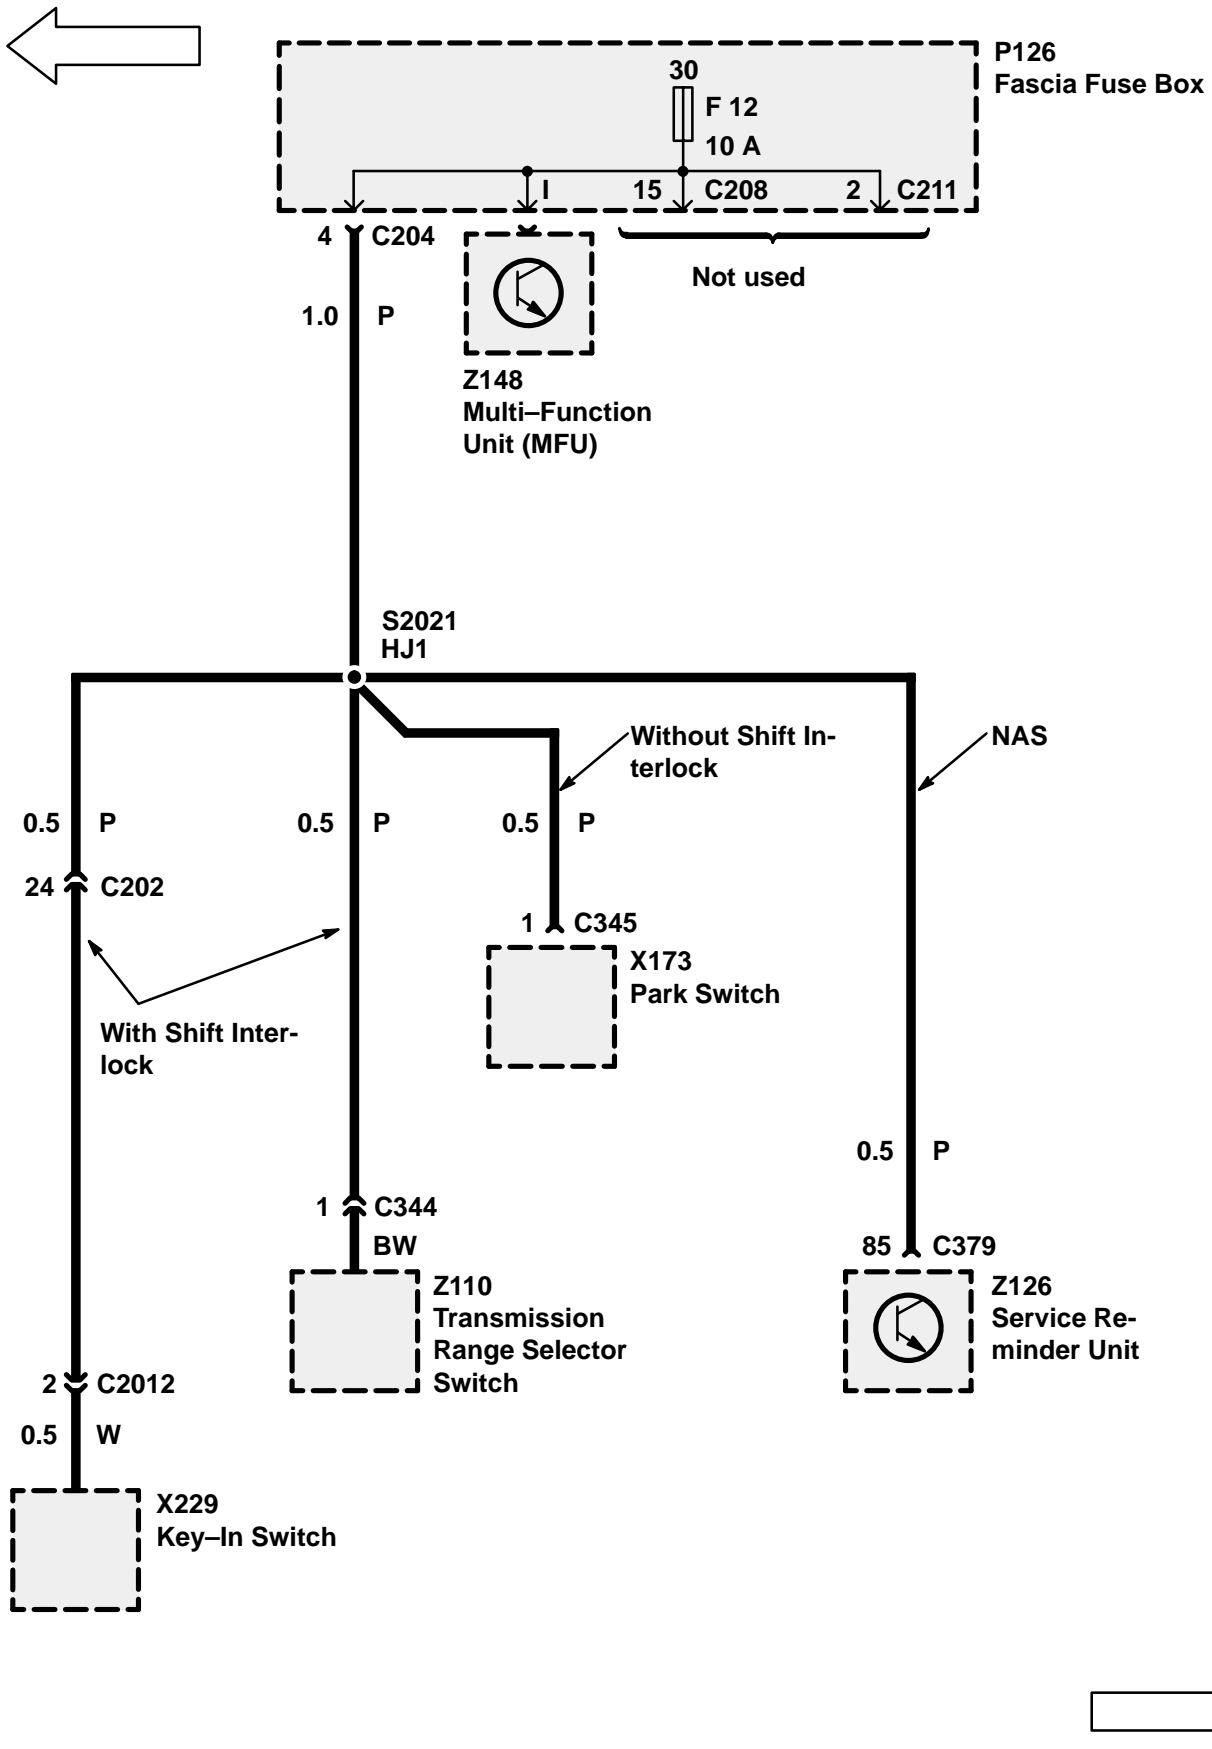 P126
Fascia Fuse Box
30
F 12
10 A
I
15
C208
2
C211
4
C204
Not used
1.0
P
Z148
Multi–Function
Unit (MFU)
S2021
HJ1
Without Shift In-
terlock
NAS
0.5
P
0.5
P
0.5
P
24
C202
1
C345
X173
Park Switch
With Shift Inter-
lock
0.5
P
1
C344
BW
85
C379
Z110
Transmission
Range Selector
Switch
Z126
Service Re-
minder Unit
2
C2012
0.5
W
X229
Key–In Switch